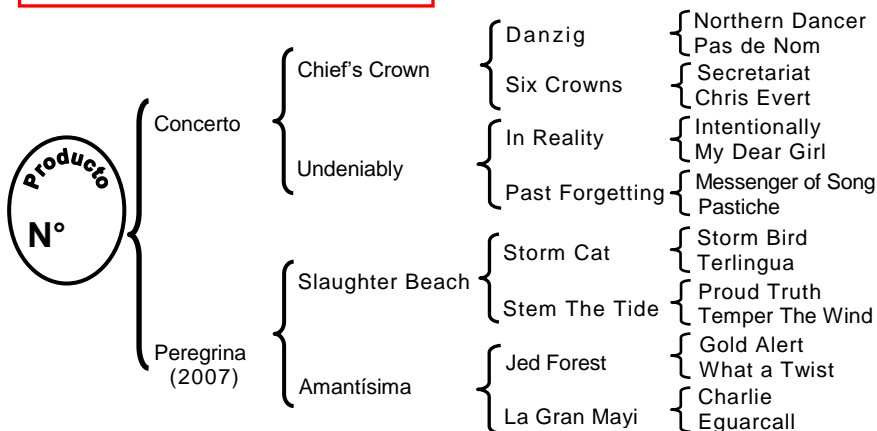 Producto
N°
Concerto
Peregrina
(2007)
Chief's Crown
Undeniably
Slaughter Beach
Amantísima
Danzig
Six Crowns
In Reality
Past Forgetting
Storm Cat
Stem The Tide
Jed Forest
La Gran Mayi
Northern Dancer
Pas de Nom
Secretariat
Chris Evert
Intentionally
My Dear Girl
Messenger of Song
Pastiche
Storm Bird
Terlingua
Proud Truth
Temper The Wind
Gold Alert
What a Twist
Charlie
Eguarcall